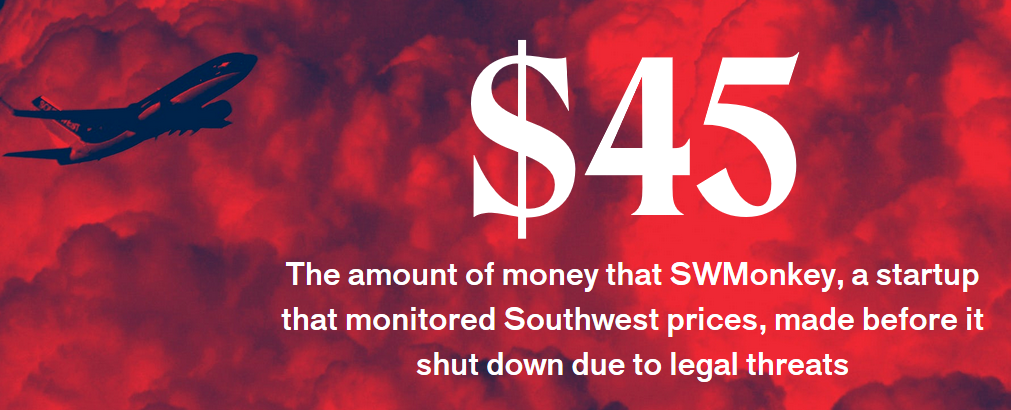 $45
The amount of money that SWMonkey, a startup
that monitored Southwest prices, made before it
shut down due to legal threats